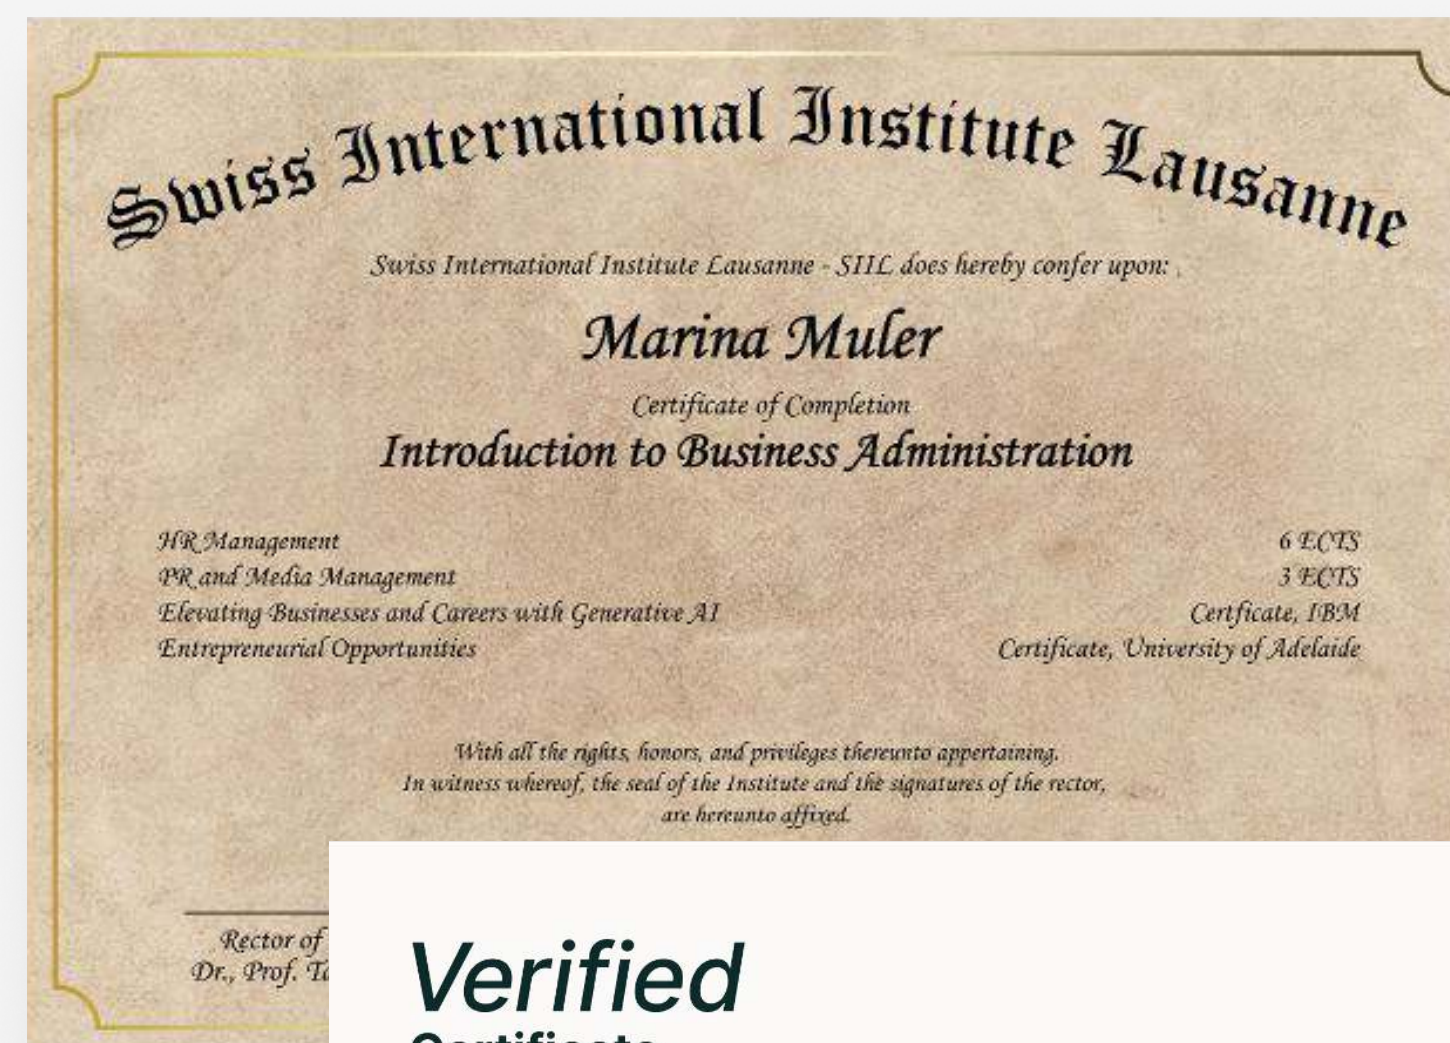 Swiss International Institute Lausanne
Swiss International Institute Lausanne - SIIL does hereby confer upon:
Marina Muler
Certificate of Completion
Introduction to Business Administration
HR Management 6 ECTS
PR and Media Management 3 ECTS
Elevating Businesses and Careers with Generative AI Certficate, IBM
Entrepreneurial Opportunities Certificate, University of Adelaide
With all the rights, honors, and privileges thereunto appertaining.
In witness whereof, the seal of the Institute and the signatures of the rector,
are hereunto affixed.
Rector of
Dr., Prof. Ta
Verified
Certificate